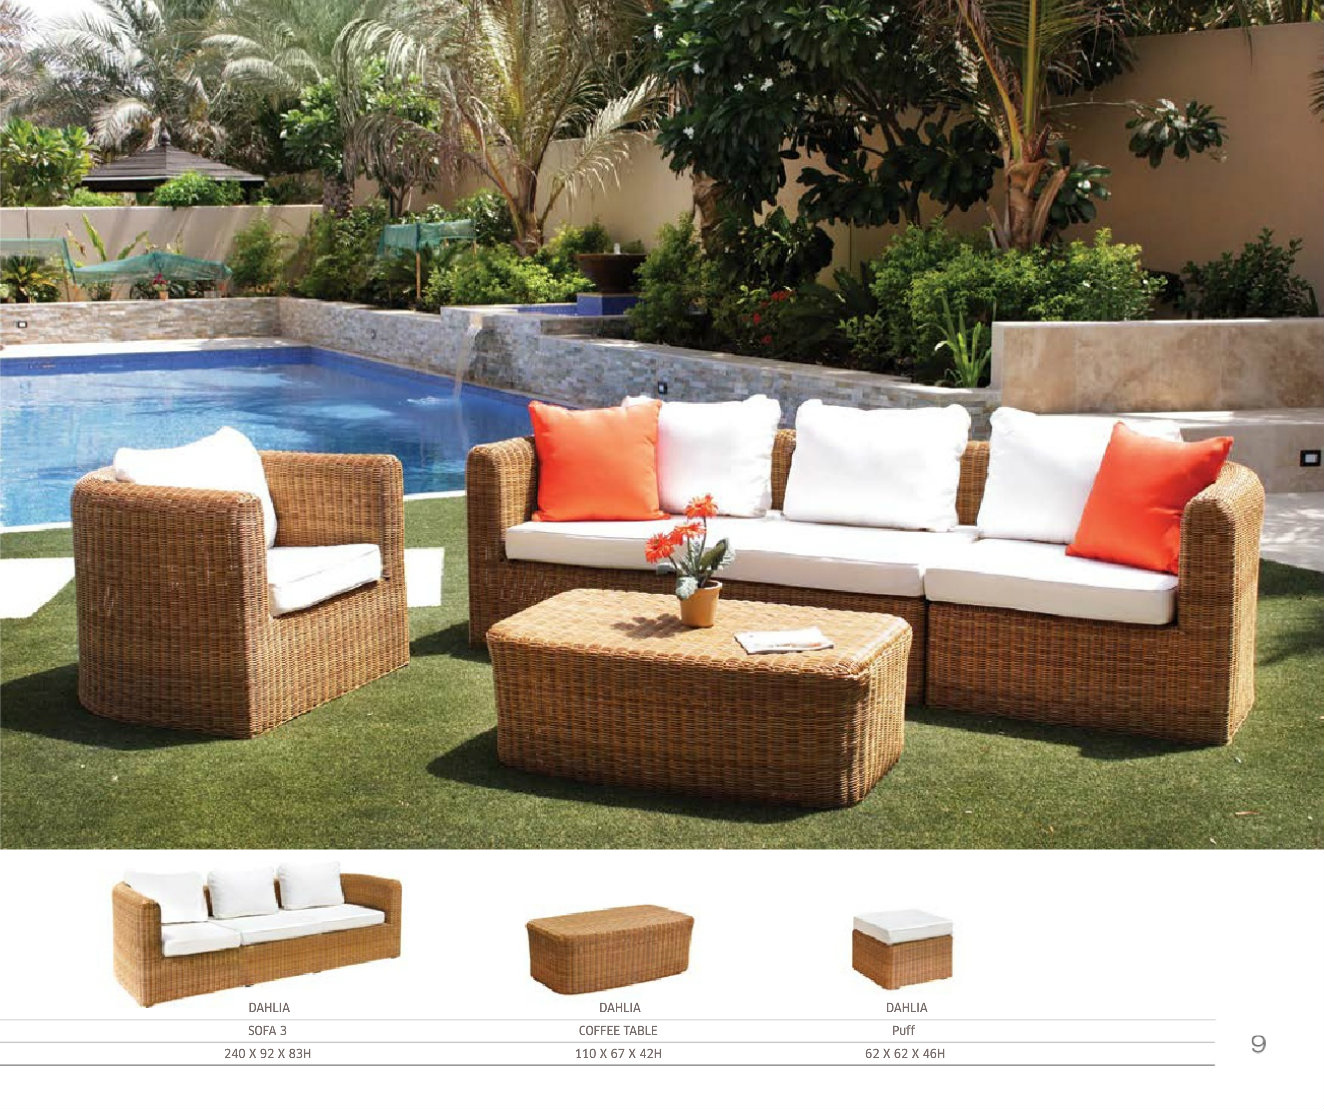 DAHLIA DAHLIA DAHLIA
SOFA 3 COFFEE TABLE Puff
240 X 92 X 83H 110 X 67 X 42H 62 X 62 X 46H
9